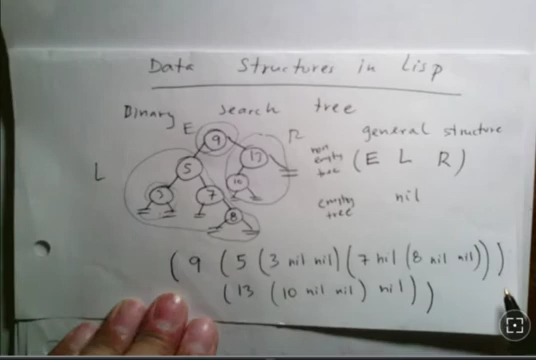 Data Structures in Lisp
Binary search tree
E 9 R general structure
L 5 13 non empty tree (E L R)
3 7 10 empty tree nil
8
(9 (5 (3 nil nil)(7 nil (8 nil nil)))
(13 (10 nil nil) nil))